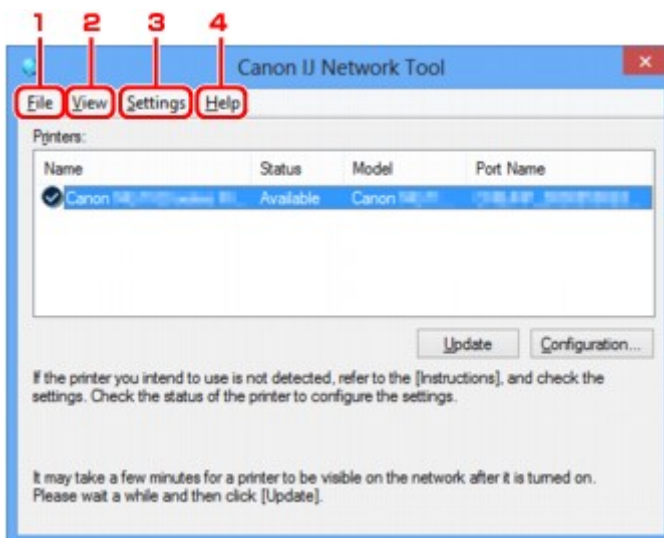 1 2 3 4
Canon IJ Network Tool
File View Settings Help
Printers:
Name Status Model Port Name
Canon Available Canon
Update Configuration...
If the printer you intend to use is not detected, refer to the [Instructions], and check the
settings. Check the status of the printer to configure the settings.
It may take a few minutes for a printer to be visible on the network after it is turned on.
Please wait a while and then click [Update].